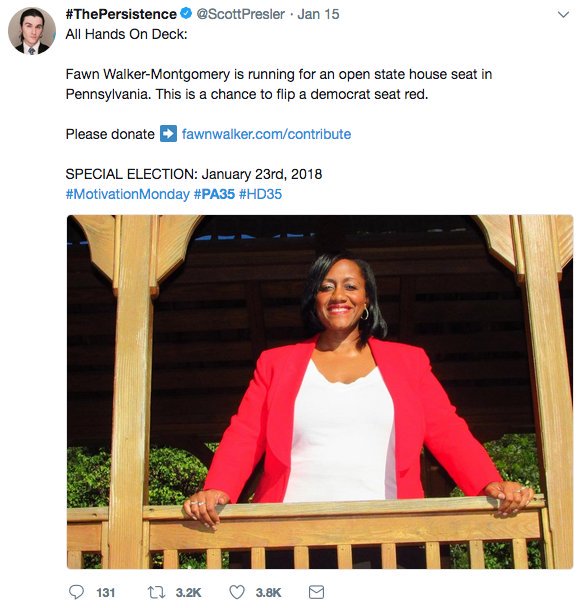 #ThePersistence @ScottPresler · Jan 15
All Hands On Deck:
Fawn Walker-Montgomery is running for an open state house seat in
Pennsylvania. This is a chance to flip a democrat seat red.
Please donate ➡️ fawnwalker.com/contribute
SPECIAL ELECTION: January 23rd, 2018
#MotivationMonday #PA35 #HD35
131 3.2K 3.8K